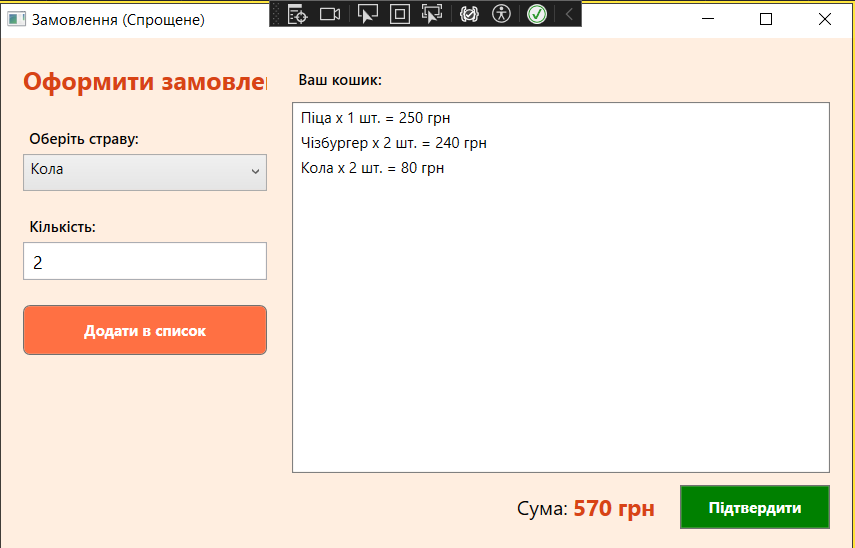 Замовлення (Спрощене)
Оформити замовлен
Оберіть страву:
Кола
Кількість:
2
Додати в список
Ваш кошик:
Піца x 1 шт. = 250 грн
Чізбургер x 2 шт. = 240 грн
Кола x 2 шт. = 80 грн
Сума: 570 грн
Підтвердити